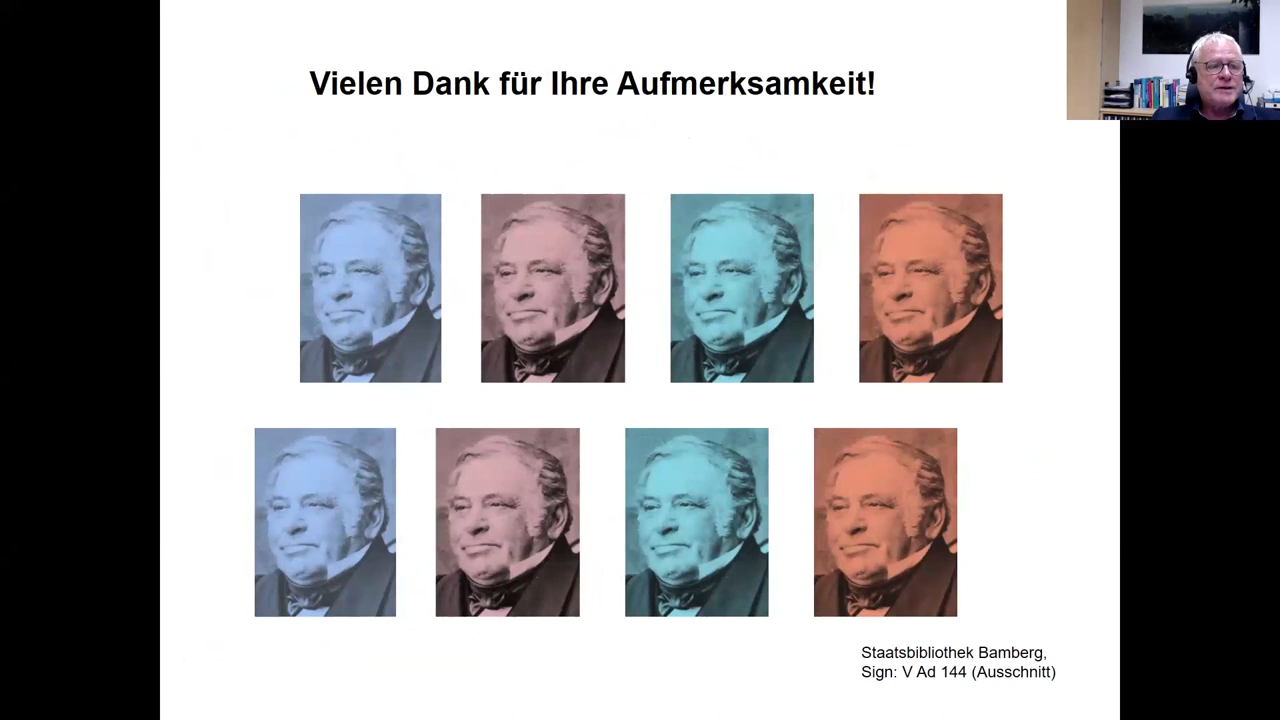 Vielen Dank für Ihre Aufmerksamkeit!
Staatsbibliothek Bamberg,
Sign: V Ad 144 (Ausschnitt)